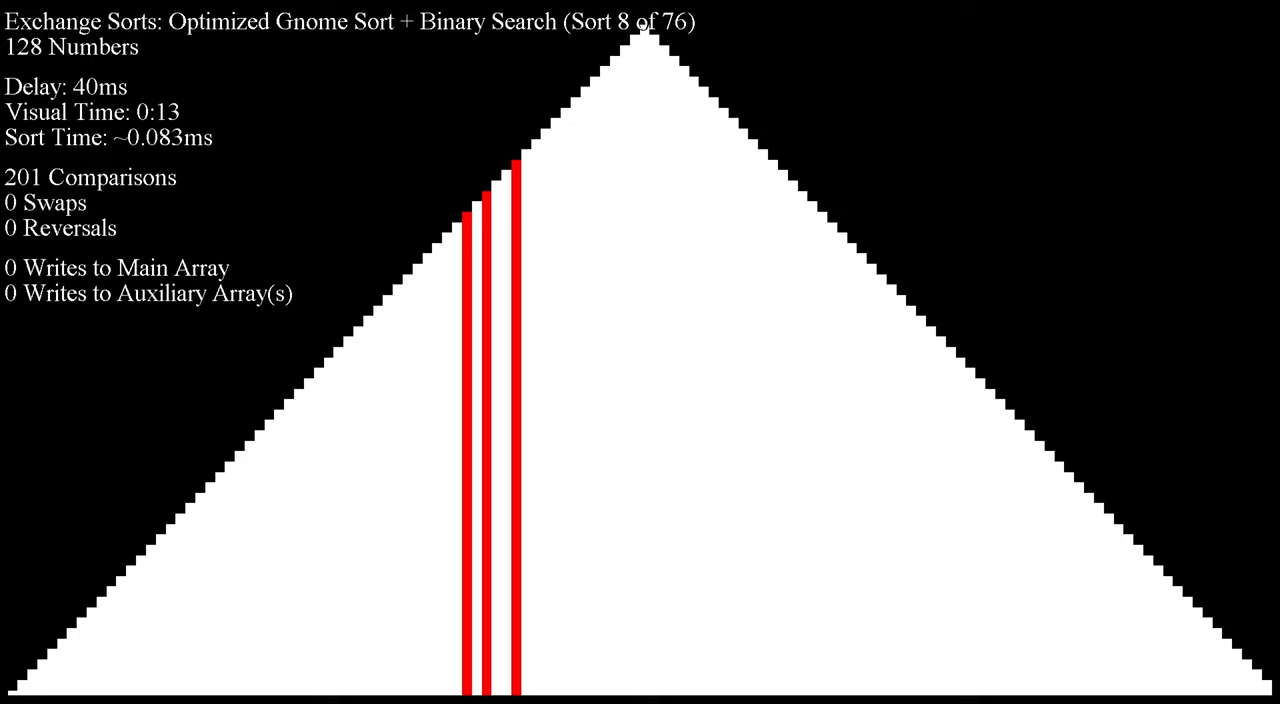 Exchange Sorts: Optimized Gnome Sort + Binary Search (Sort 8 of 76)
128 Numbers
Delay: 40ms
Visual Time: 0:13
Sort Time: ~0.083ms
201 Comparisons
0 Swaps
0 Reversals
0 Writes to Main Array
0 Writes to Auxiliary Array(s)